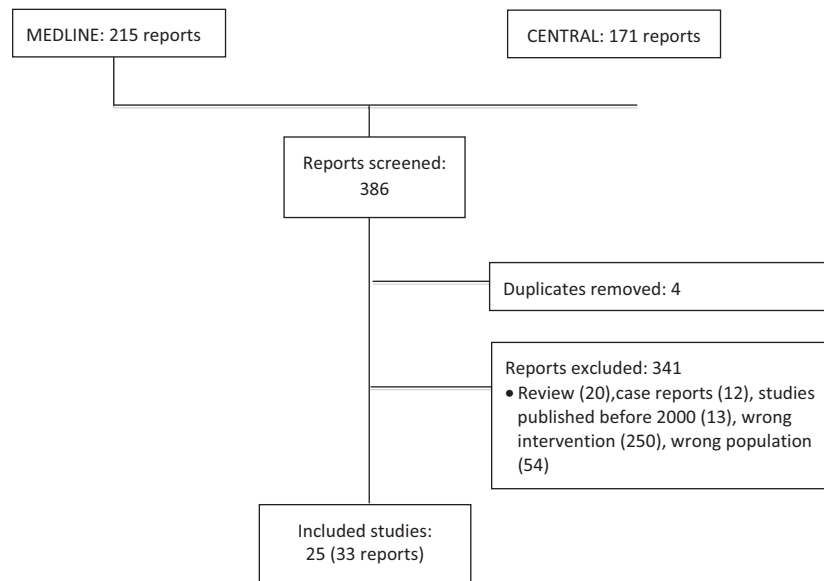 MEDLINE: 215 reports
CENTRAL: 171 reports
Reports screened:
386
Duplicates removed: 4
Reports excluded: 341
• Review (20),case reports (12), studies
published before 2000 (13), wrong
intervention (250), wrong population
(54)
Included studies:
25 (33 reports)